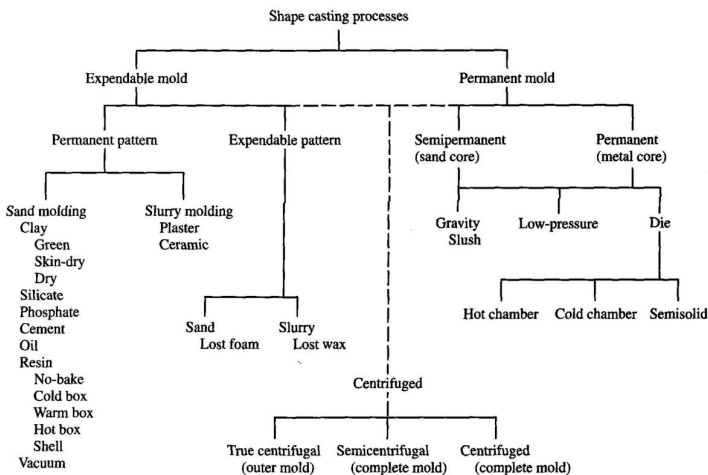 Shape casting processes
Expendable mold
Permanent mold
Permanent pattern
Expendable pattern
Semipermanent
(sand core)
Permanent
(metal core)
Sand molding
Clay
Green
Skin-dry
Dry
Silicate
Phosphate
Cement
Oil
Resin
No-bake
Cold box
Warm box
Hot box
Shell
Vacuum
Slurry molding
Plaster
Ceramic
Sand
Lost foam
Slurry
Lost wax
Gravity
Slush
Low-pressure
Die
Hot chamber
Cold chamber
Semisolid
Centrifuged
True centrifugal
(outer mold)
Semicentrifugal
(complete mold)
Centrifuged
(complete mold)